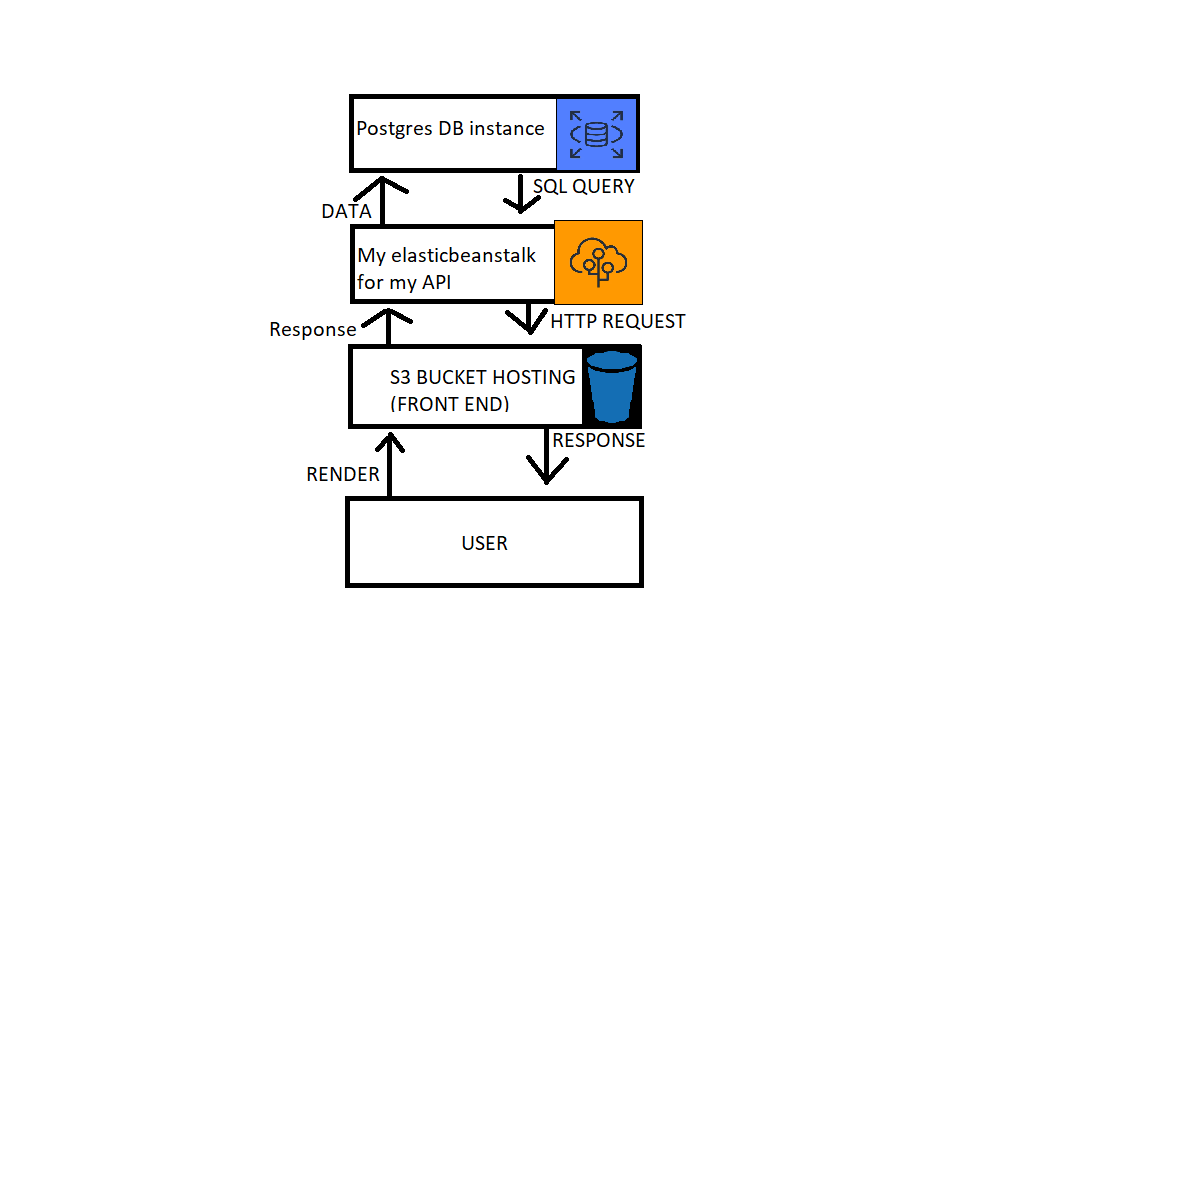 Postgres DB instance
SQL QUERY
DATA
My elasticbeanstalk
for my API
Response
HTTP REQUEST
S3 BUCKET HOSTING
(FRONT END)
RESPONSE
RENDER
USER